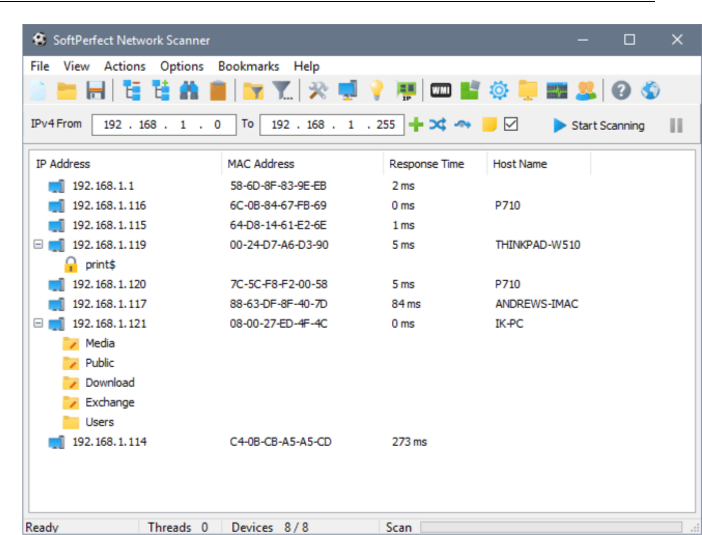 SoftPerfect Network Scanner
File View Actions Options Bookmarks Help
WMI IP
IPv4 From 192 . 168 . 1 . 0 To 192 . 168 . 1 . 255 Start Scanning
IP Address MAC Address Response Time Host Name
192.168.1.1 58-6D-8F-83-9E-EB 2 ms
192.168.1.116 6C-0B-84-67-FB-69 0 ms P710
192.168.1.115 64-D8-14-61-E2-6E 1 ms
192.168.1.119 00-24-D7-A6-D3-90 5 ms THINKPAD-W510
print$
192.168.1.120 7C-5C-F8-F2-00-58 5 ms P710
192.168.1.117 88-63-DF-8F-40-7D 84 ms ANDREWS-IMAC
192.168.1.121 08-00-27-ED-4F-4C 0 ms IK-PC
Media
Public
Download
Exchange
Users
192.168.1.114 C4-0B-CB-A5-A5-CD 273 ms
Ready Threads 0 Devices 8 / 8 Scan